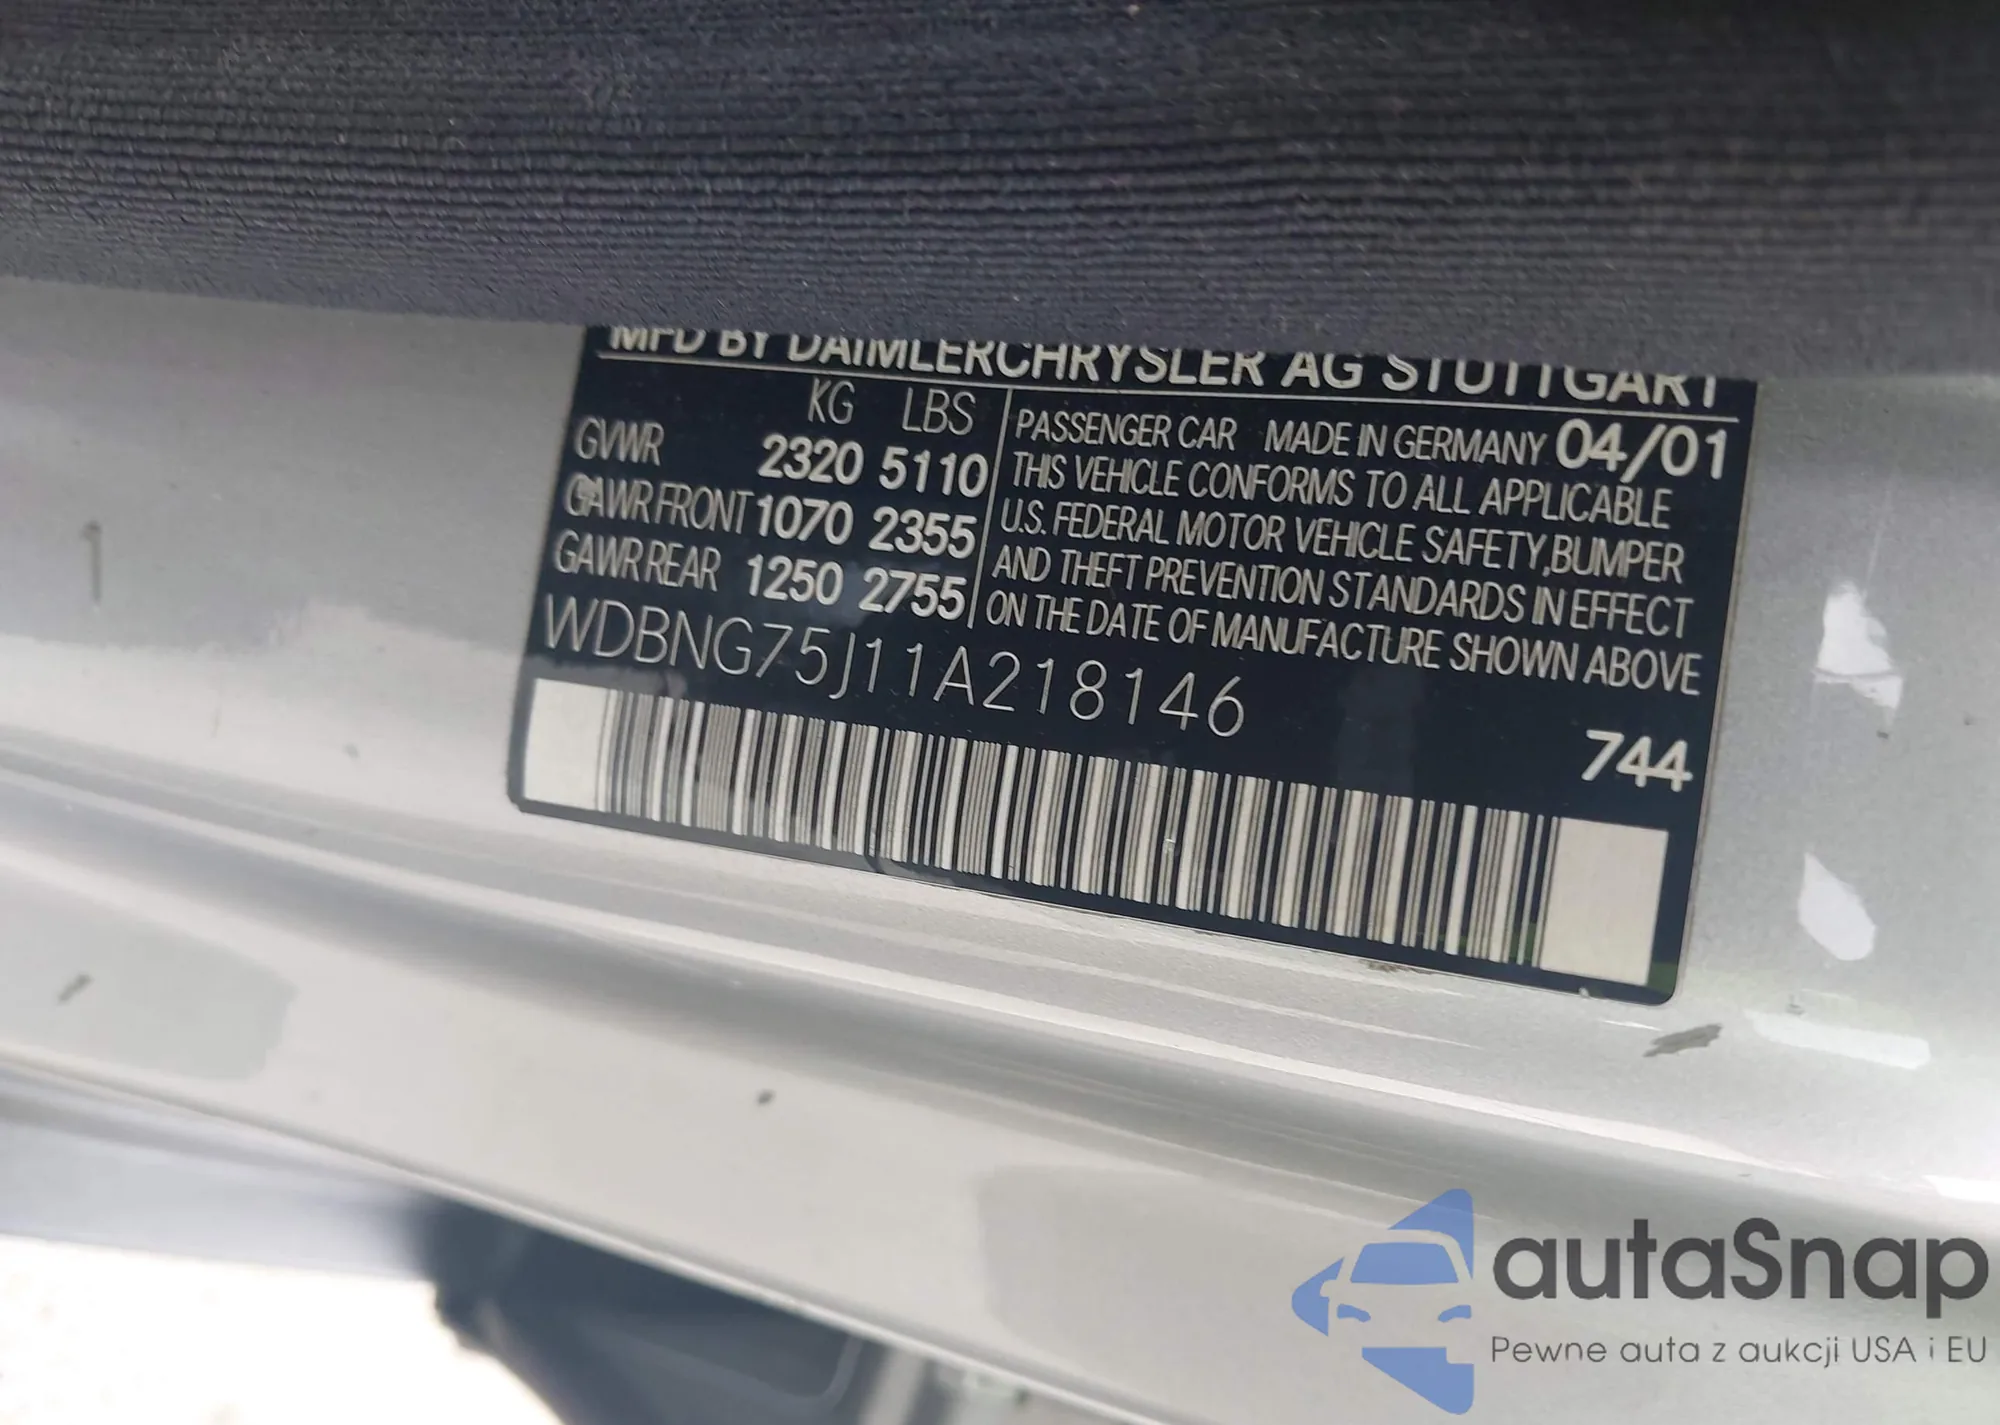 MFD BY DAIMLERCHRYSLER AG STUTTGART
KG LBS
GVWR 2320 5110
GAWR FRONT 1070 2355
GAWR REAR 1250 2755
PASSENGER CAR MADE IN GERMANY 04/01
THIS VEHICLE CONFORMS TO ALL APPLICABLE
U.S. FEDERAL MOTOR VEHICLE SAFETY, BUMPER
AND THEFT PREVENTION STANDARDS IN EFFECT
ON THE DATE OF MANUFACTURE SHOWN ABOVE
WDBNG75J11A218146
744
autaSnap
Pewne auta z aukcji USA i EU